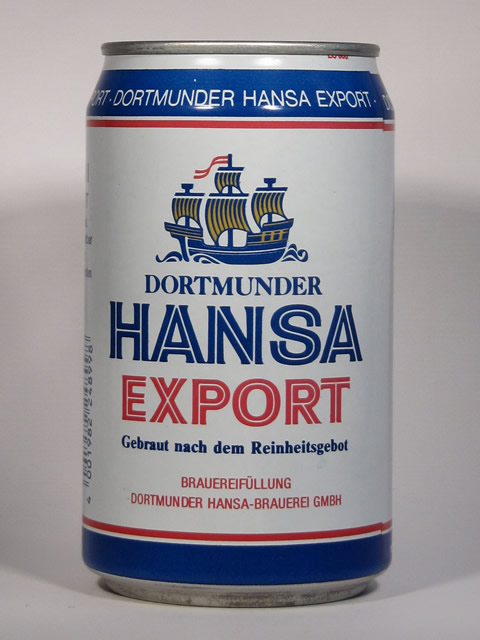 ORT · DORTMUNDER HANSA EXPORT ·
DORTMUNDER
HANSA
EXPORT
Gebraut nach dem Reinheitsgebot
BRAUEREIFÜLLUNG
DORTMUNDER HANSA-BRAUEREI GMBH